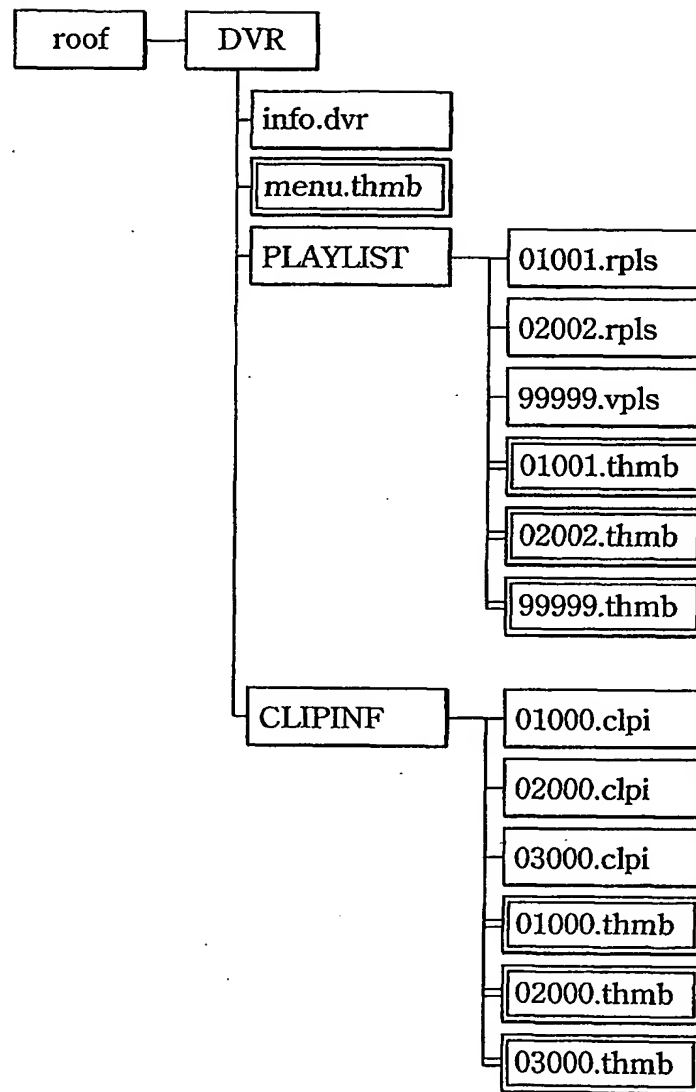 roof
DVR
info.dvr
menu.thmb
PLAYLIST
01001.rpls
02002.rpls
99999.vpls
01001.thmb
02002.thmb
99999.thmb
CLIPINF
01000.clpi
02000.clpi
03000.clpi
01000.thmb
02000.thmb
03000.thmb